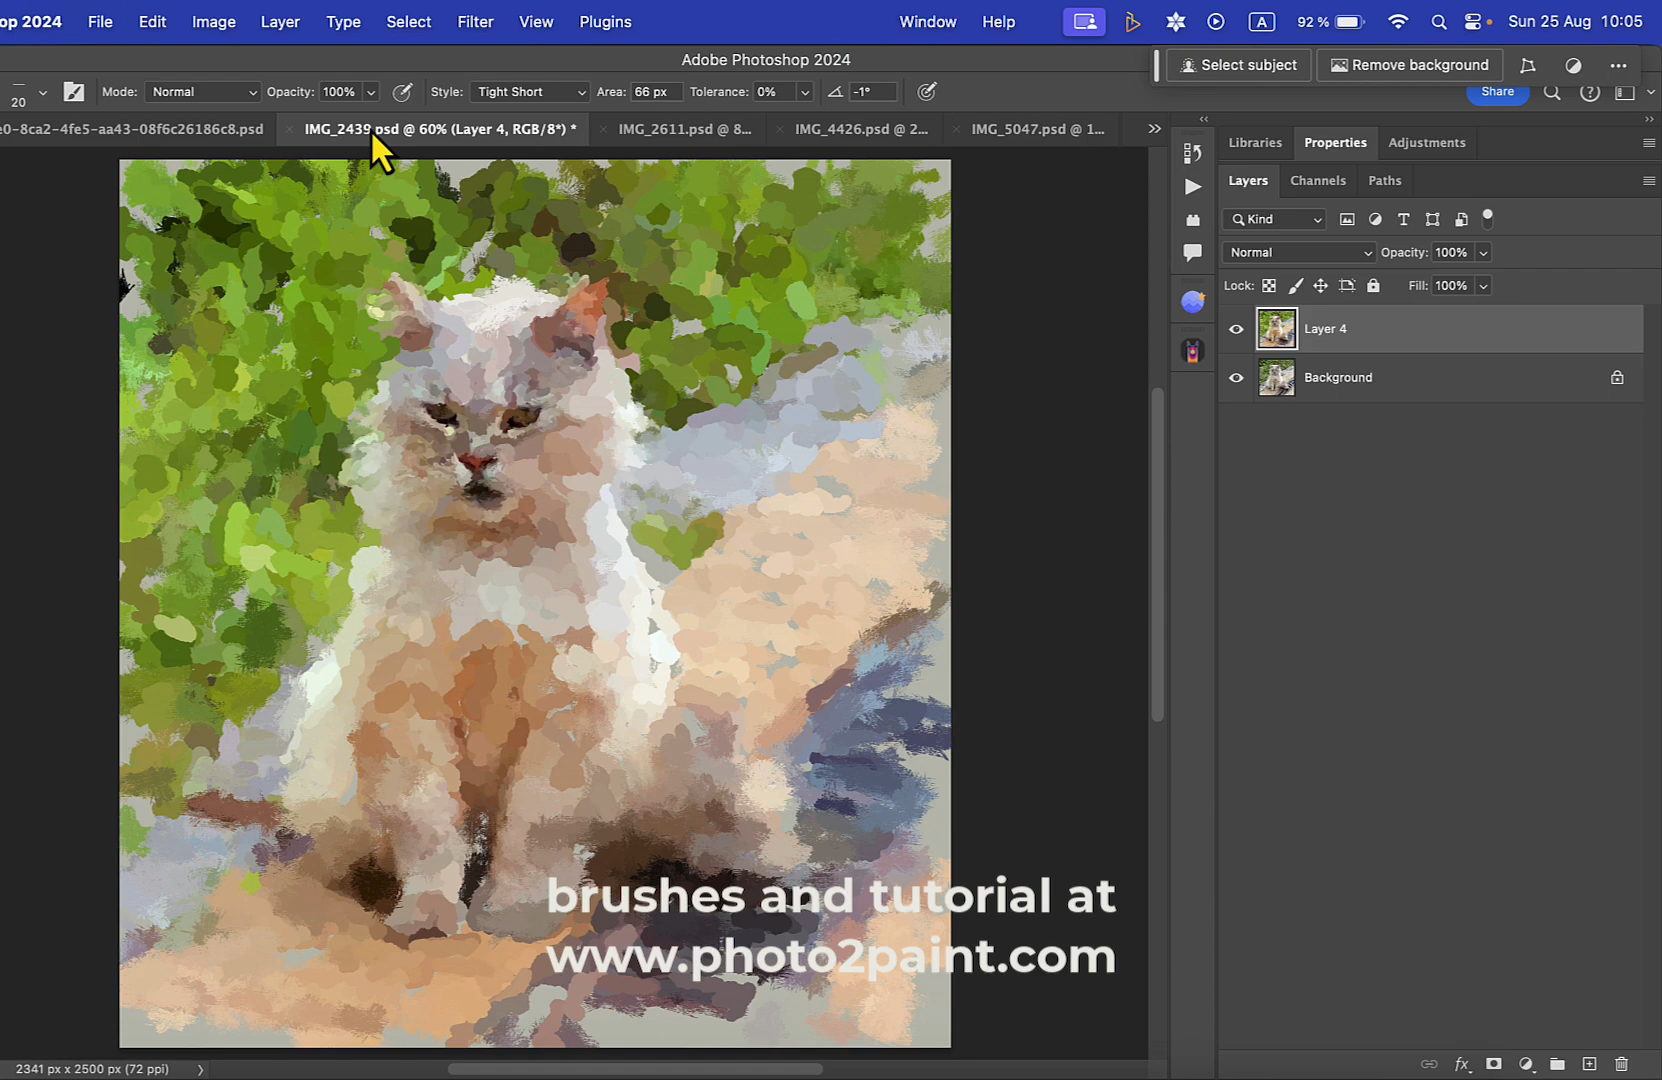 op 2024 File Edit Image Layer Type Select Filter View Plugins Window Help A 92 % Sun 25 Aug 10:05
Adobe Photoshop 2024
Select subject Remove background
20 Mode: Normal Opacity: 100% Style: Tight Short Area: 66 px Tolerance: 0% -1° Share
e0-8ca2-4fe5-aa43-08f6c26186c8.psd IMG_2439.psd @ 60% (Layer 4, RGB/8*) * IMG_2611.psd @ 8... IMG_4426.psd @ 2... IMG_5047.psd @ 1...
Libraries Properties Adjustments
Layers Channels Paths
Kind
Normal Opacity: 100%
Lock: Fill: 100%
Layer 4
Background
brushes and tutorial at
www.photo2paint.com
2341 px x 2500 px (72 ppi)
fx